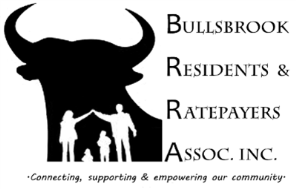 BULLSBROOK
RESIDENTS &
RATEPAYERS
ASSOC. INC.
·Connecting, supporting & empowering our community·